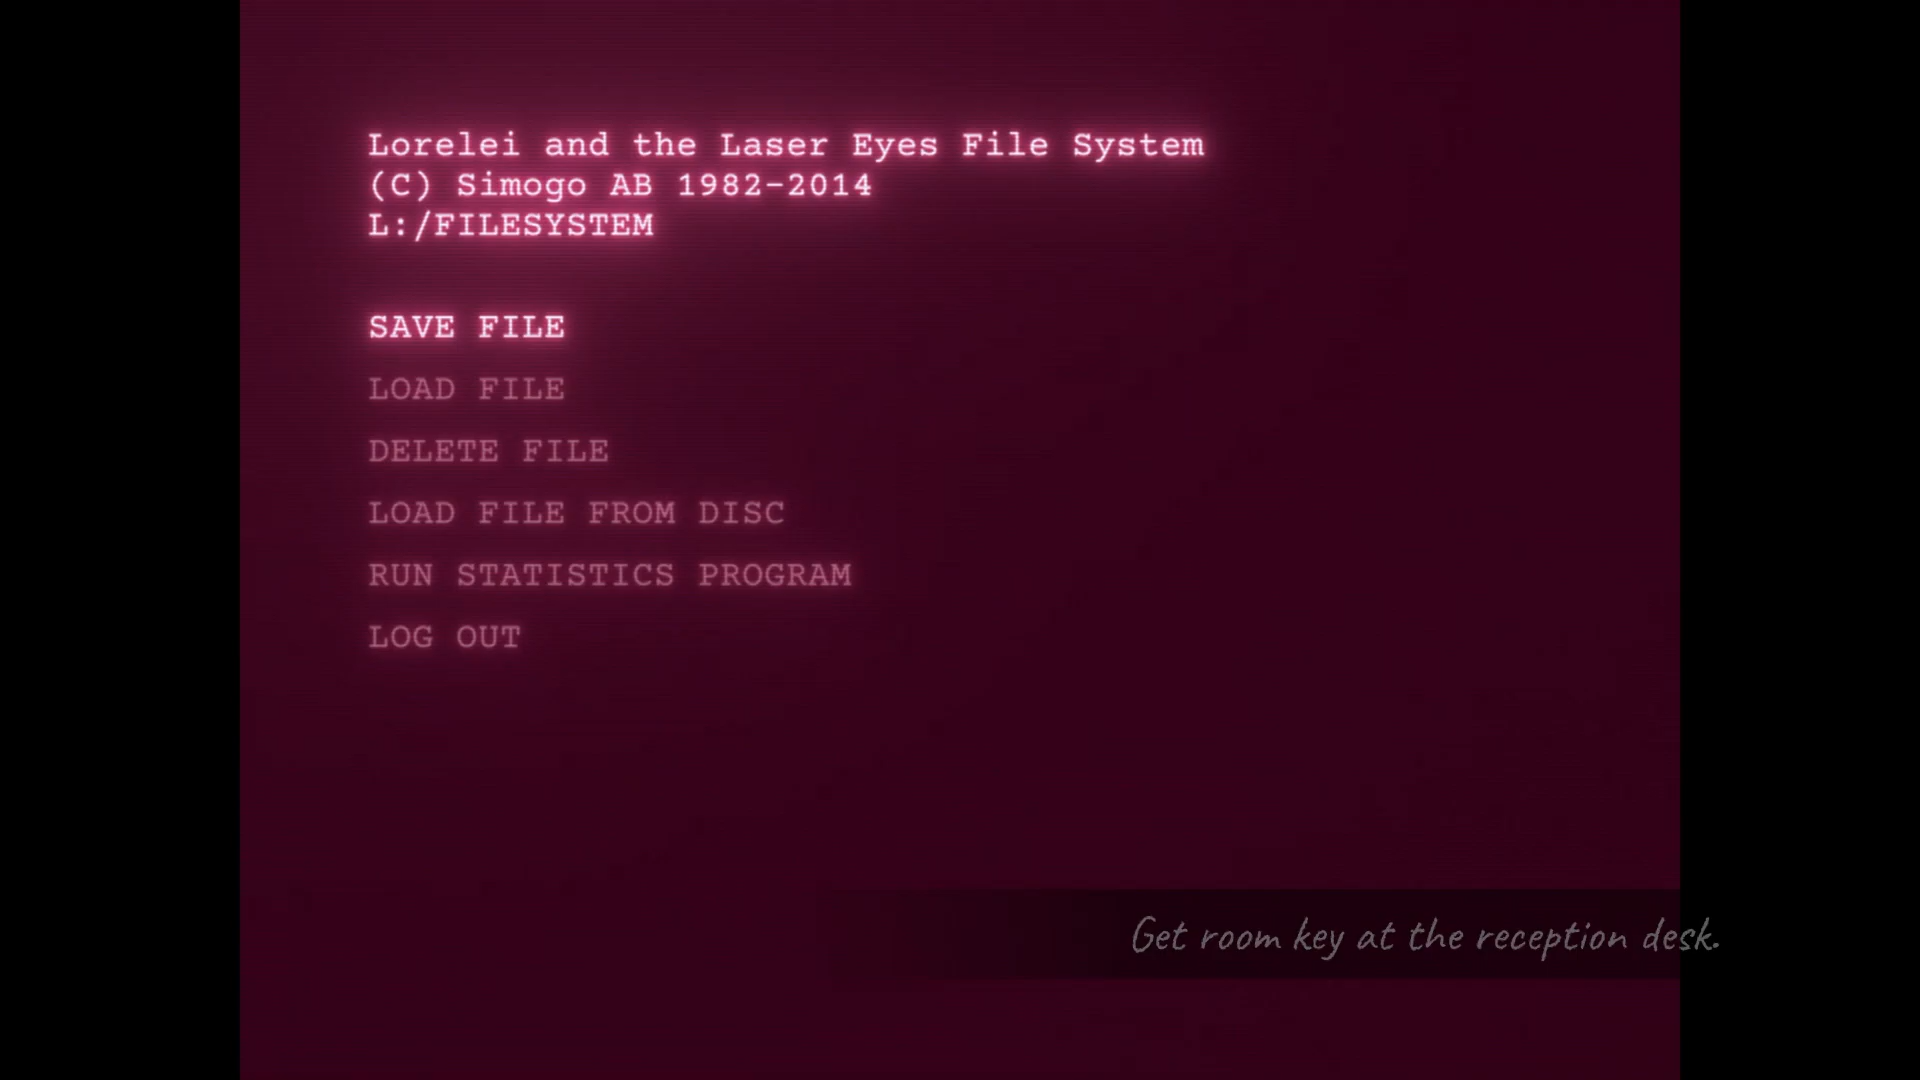 Lorelei and the Laser Eyes File System
(C) Simogo AB 1982-2014
L:/FILESYSTEM
SAVE FILE
LOAD FILE
DELETE FILE
LOAD FILE FROM DISC
RUN STATISTICS PROGRAM
LOG OUT
Get room key at the reception desk.